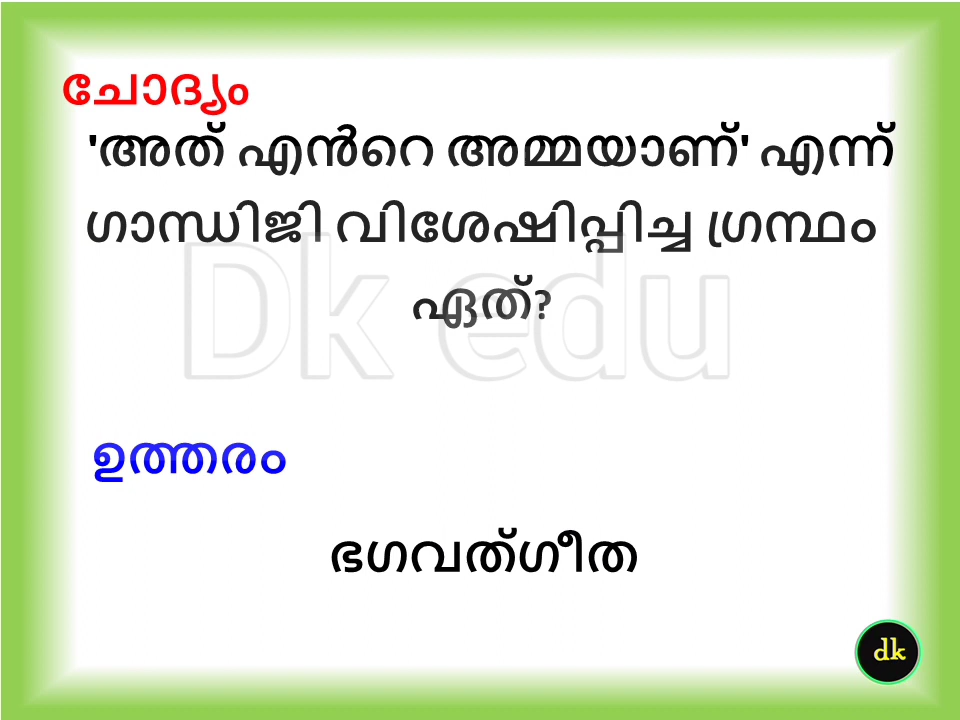 ചോദ്യം
'അത് എൻറെ അമ്മയാണ്' എന്ന്
ഗാന്ധിജി വിശേഷിപ്പിച്ച ഗ്രന്ഥം
ഏത്?
Dk edu
ഉത്തരം
ഭഗവത്ഗീത
dk